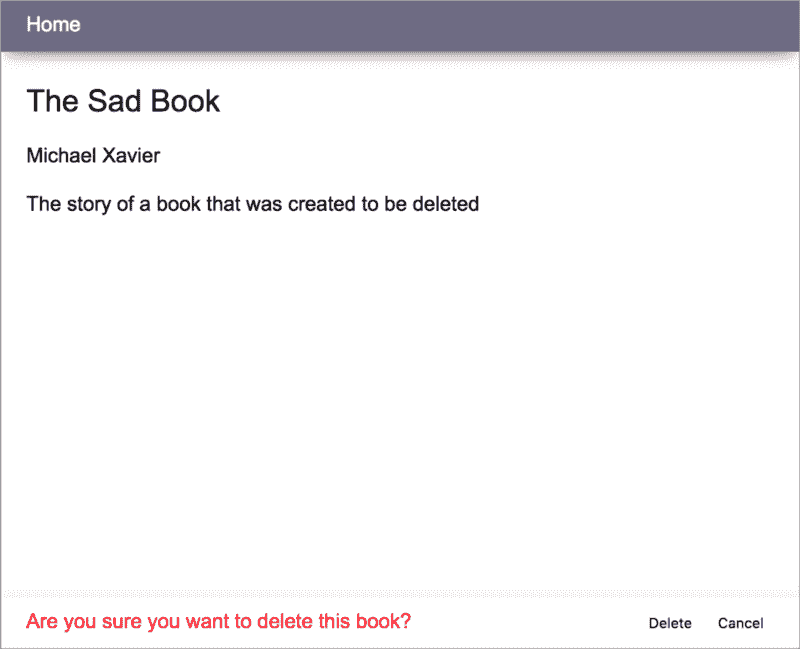 Home
The Sad Book
Michael Xavier
The story of a book that was created to be deleted
Are you sure you want to delete this book? Delete Cancel